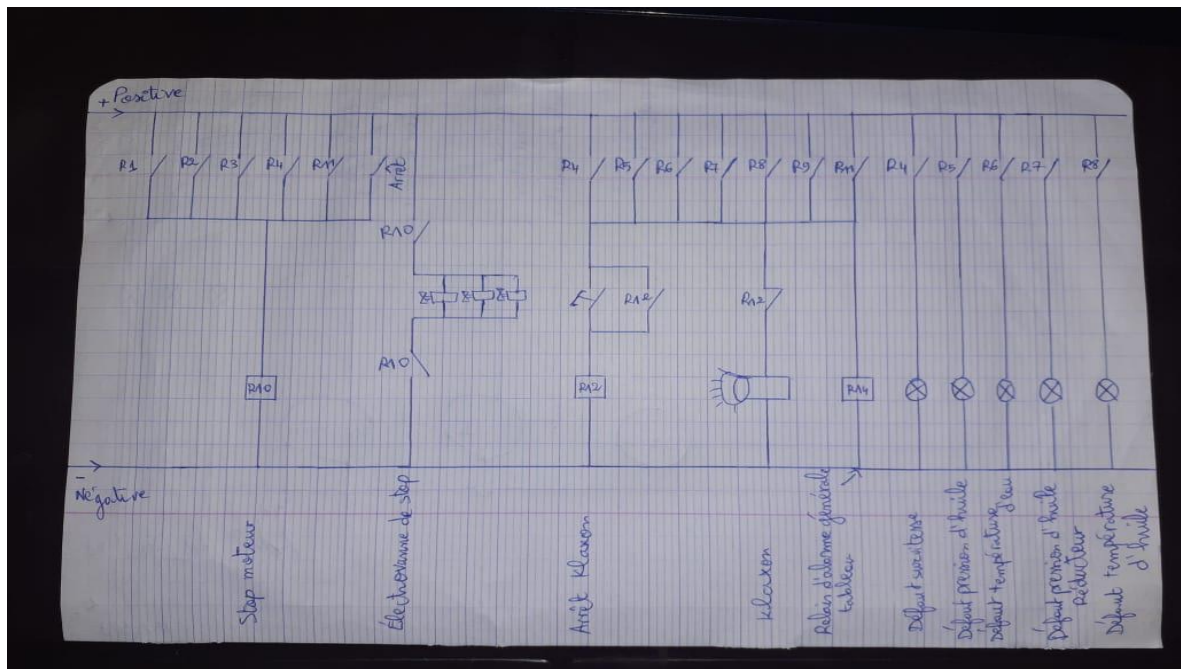 + Positive
R1 R2 R3 R4 R11 Arrêt R4 R5 R6 R7 R8 R9 R11 R4 R5 R6 R7 R8
R10
R12 R12
R10
R10 R12 R14
-
Négative
Stop moteur
Électrovanne de stop
Arrêt Klaxon
Klaxon
Relais d'alarme générale
tableau
Défaut survitesse
Défaut pression d'huile
Défaut température
d'eau
Défaut pression d'huile
Réducteur
Défaut température
d'huile